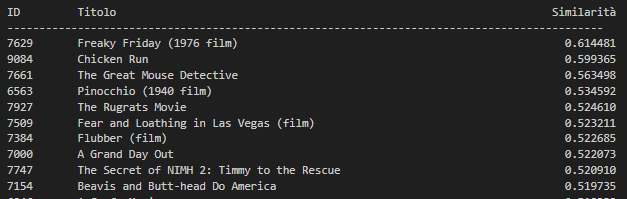 ID Titolo Similarità
----------------------------------------------------------------------------------------------------
7629 Freaky Friday (1976 film) 0.614481
9084 Chicken Run 0.599365
7661 The Great Mouse Detective 0.563498
6563 Pinocchio (1940 film) 0.534592
7927 The Rugrats Movie 0.524610
7509 Fear and Loathing in Las Vegas (film) 0.523211
7384 Flubber (film) 0.522685
7000 A Grand Day Out 0.522073
7747 The Secret of NIMH 2: Timmy to the Rescue 0.520910
7154 Beavis and Butt-head Do America 0.519735